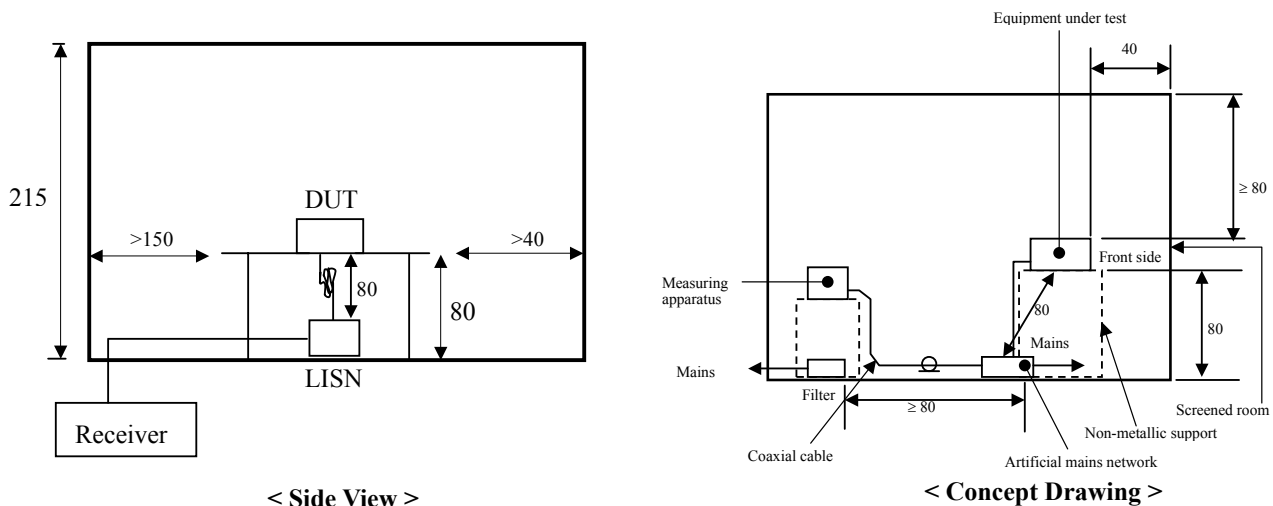 215
DUT
>150
>40
80
80
LISN
Receiver
< Side View >
Equipment under test
40
≥ 80
Front side
Measuring
apparatus
80
80
Mains
Mains
Filter
≥ 80
Screened room
Non-metallic support
Coaxial cable
Artificial mains network
< Concept Drawing >